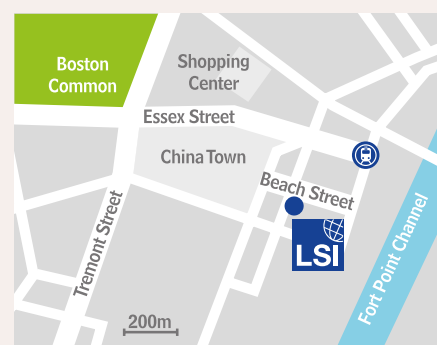 Boston
Common
Shopping
Center
Essex Street
China Town
Beach Street
Tremont Street
LSI
Fort Point Channel
200m